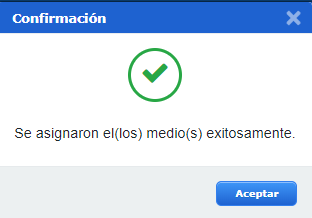 Confirmación
Se asignaron el(los) medio(s) exitosamente.
Aceptar